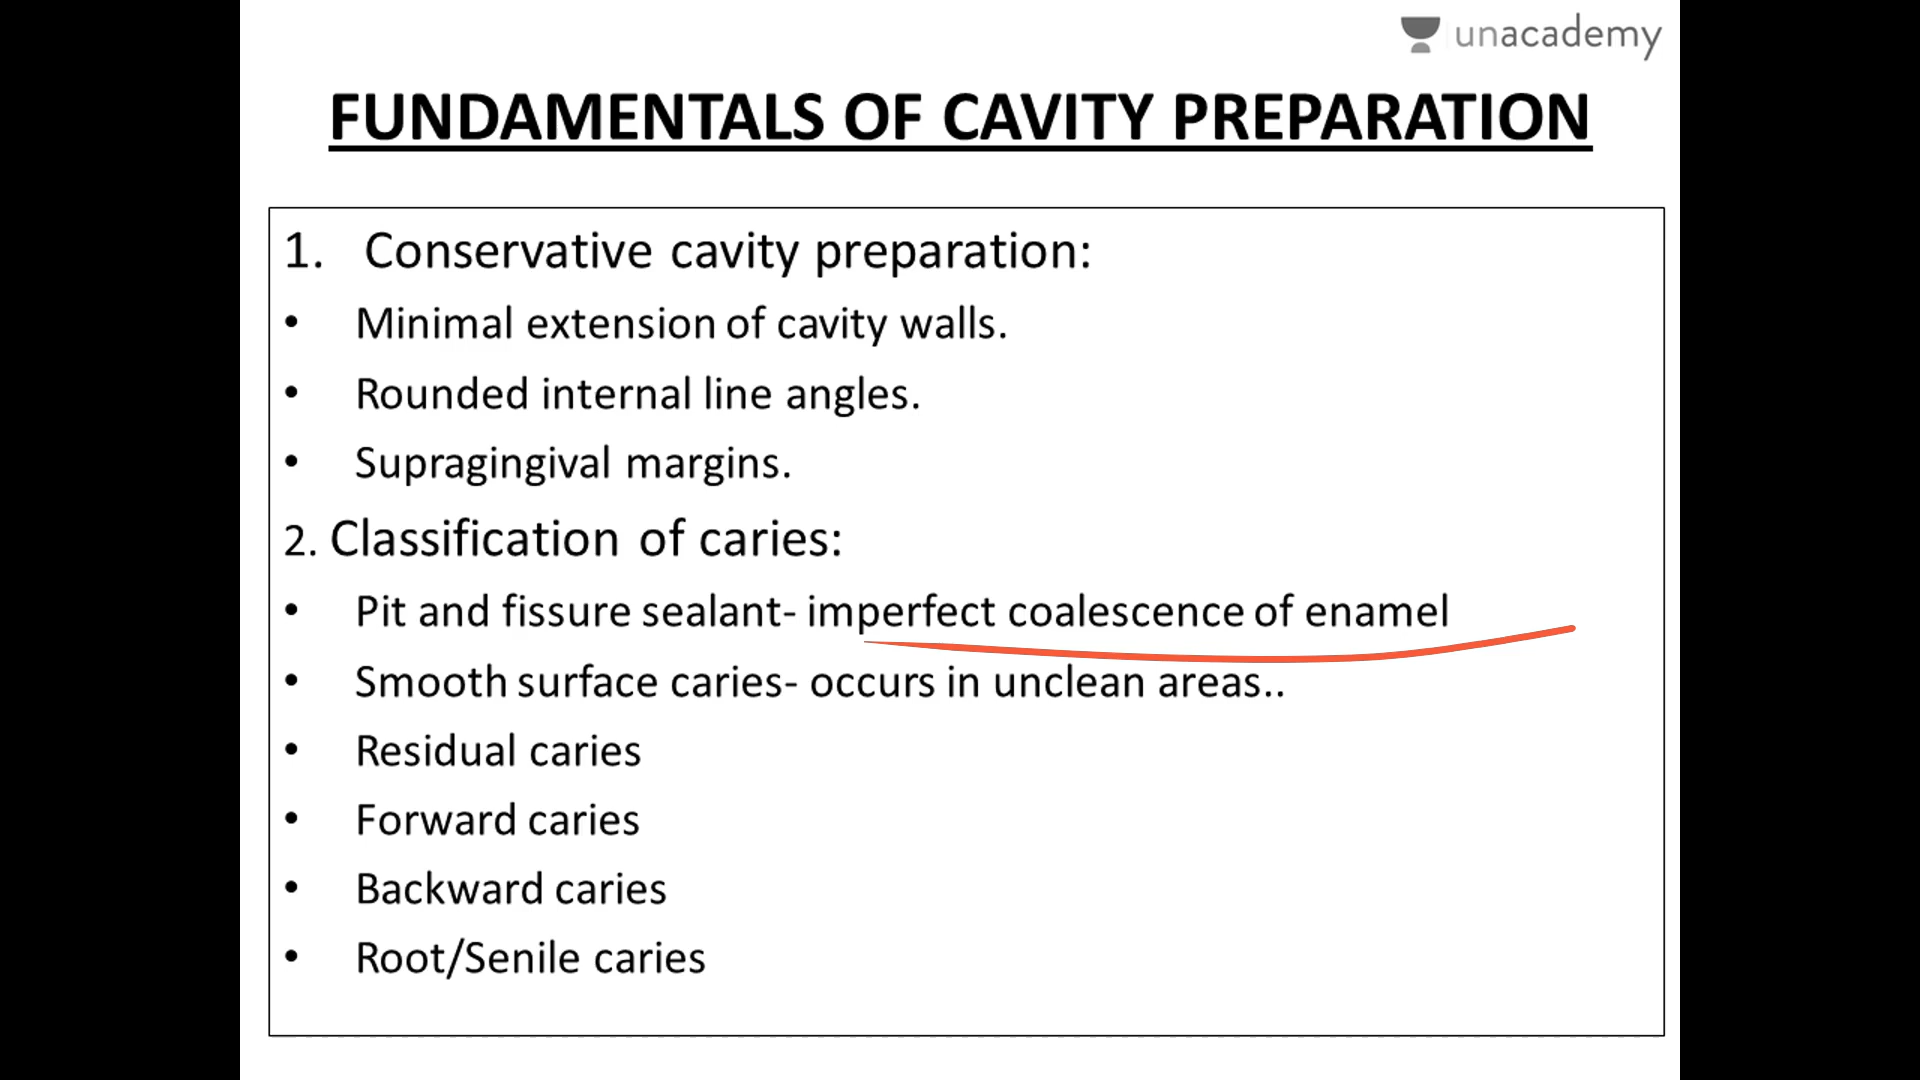 unacademy
FUNDAMENTALS OF CAVITY PREPARATION
1. Conservative cavity preparation:
• Minimal extension of cavity walls.
• Rounded internal line angles.
• Supragingival margins.
2. Classification of caries:
• Pit and fissure sealant- imperfect coalescence of enamel
• Smooth surface caries- occurs in unclean areas..
• Residual caries
• Forward caries
• Backward caries
• Root/Senile caries